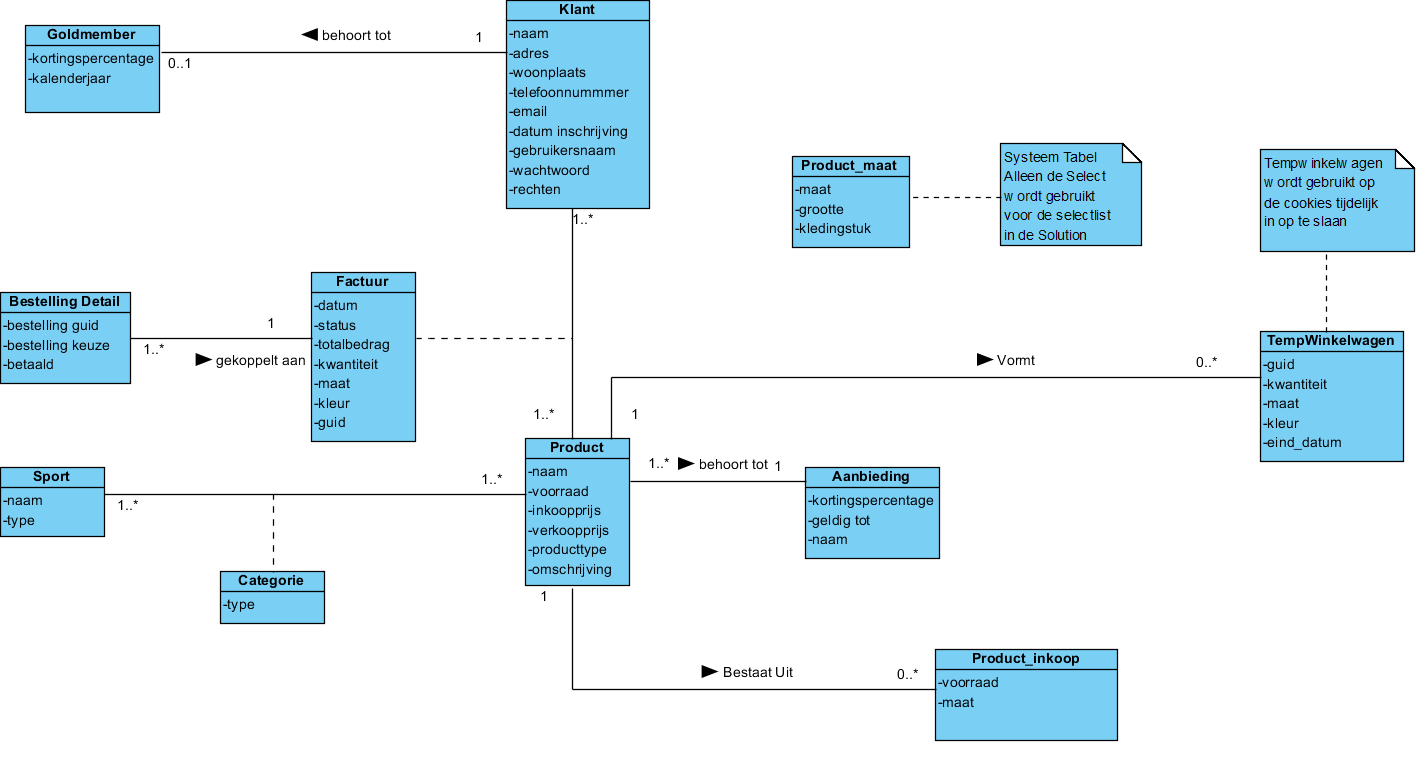 Goldmember
-kortingspercentage
-kalenderjaar
0..1
behoort tot
1
Klant
-naam
-adres
-woonplaats
-telefoonnummmer
-email
-datum inschrijving
-gebruikersnaam
-wachtwoord
-rechten
1..*
Product_maat
-maat
-grootte
-kledingstuk
Systeem Tabel
Alleen de Select
wordt gebruikt
voor de selectlist
in de Solution
Tempwinkelwagen
wordt gebruikt op
de cookies tijdelijk
in op te slaan
Bestelling Detail
-bestelling guid
-bestelling keuze
-betaald
1..*
1
gekoppelt aan
Factuur
-datum
-status
-totalbedrag
-kwantiteit
-maat
-kleur
-guid
Vormt
0..*
TempWinkelwagen
-guid
-kwantiteit
-maat
-kleur
-eind_datum
1..*
1
Sport
-naam
-type
1..*
1..*
Product
-naam
-voorraad
-inkoopprijs
-verkoopprijs
-producttype
-omschrijving
1..*
behoort tot
1
Aanbieding
-kortingspercentage
-geldig tot
-naam
Categorie
-type
1
Bestaat Uit
0..*
Product_inkoop
-voorraad
-maat